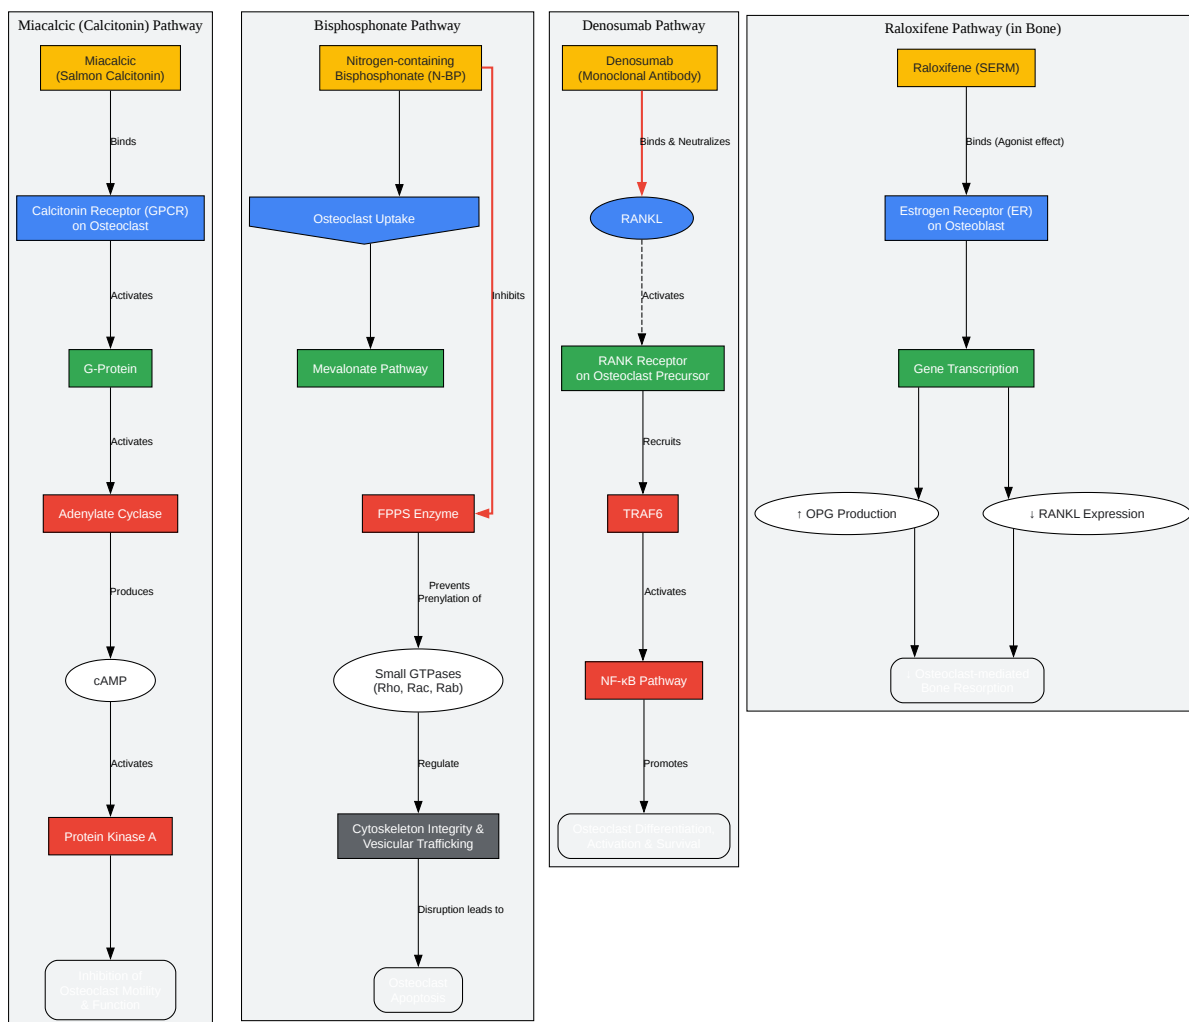 Miacalcic (Calcitonin) Pathway
Miacalcic
(Salmon Calcitonin)
Binds
Calcitonin Receptor (GPCR)
on Osteoclast
Activates
G-Protein
Activates
Adenylate Cyclase
Produces
cAMP
Activates
Protein Kinase A
Inhibition of
Osteoclast Motility
& Function
Bisphosphonate Pathway
Nitrogen-containing
Bisphosphonate (N-BP)
Osteoclast Uptake
Inhibits
Mevalonate Pathway
FPPS Enzyme
Prevents
Prenylation of
Small GTPases
(Rho, Rac, Rab)
Regulate
Cytoskeleton Integrity &
Vesicular Trafficking
Disruption leads to
Osteoclast
Apoptosis
Denosumab Pathway
Denosumab
(Monoclonal Antibody)
Binds & Neutralizes
RANKL
Activates
RANK Receptor
on Osteoclast Precursor
Recruits
TRAF6
Activates
NF-κB Pathway
Promotes
Osteoclast Differentiation,
Activation & Survival
Raloxifene Pathway (in Bone)
Raloxifene (SERM)
Binds (Agonist effect)
Estrogen Receptor (ER)
on Osteoblast
Gene Transcription
↑ OPG Production
↓ RANKL Expression
↓ Osteoclast-mediated
Bone Resorption